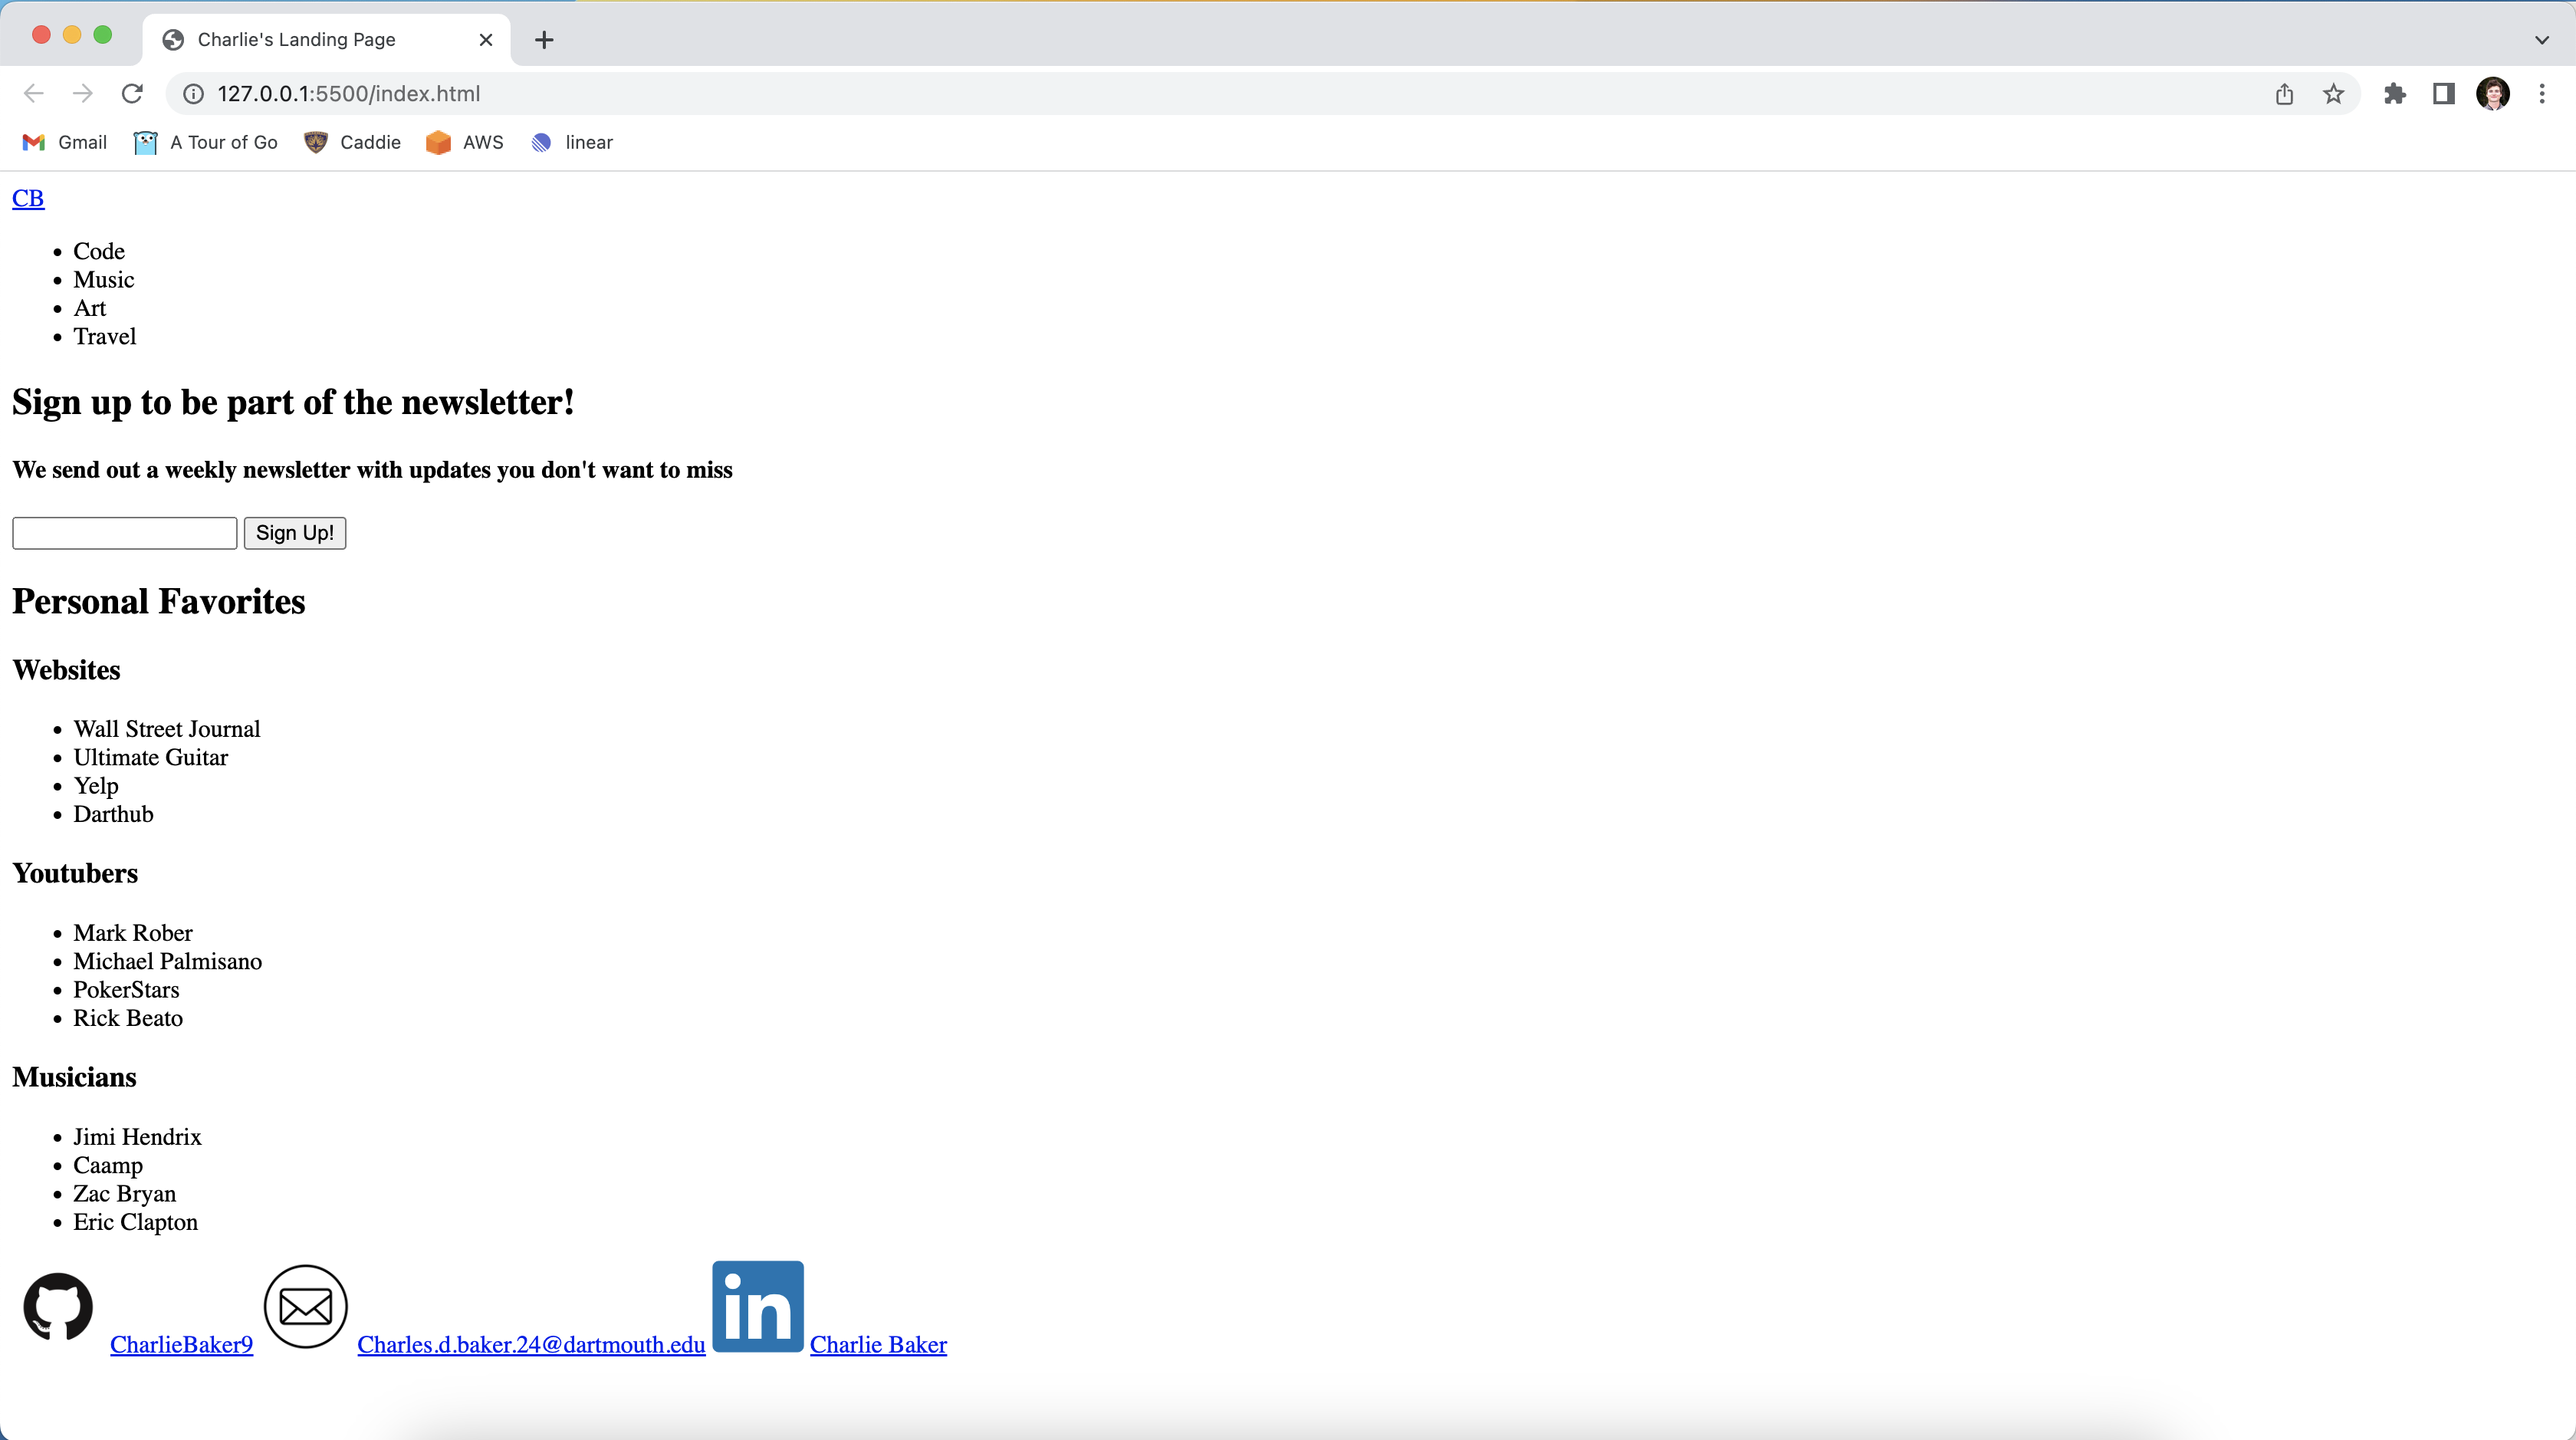 Charlie's Landing Page
127.0.0.1:5500/index.html
Gmail A Tour of Go Caddie AWS linear
CB
Code
Music
Art
Travel
Sign up to be part of the newsletter!
We send out a weekly newsletter with updates you don't want to miss
Sign Up!
Personal Favorites
Websites
Wall Street Journal
Ultimate Guitar
Yelp
Darthub
Youtubers
Mark Rober
Michael Palmisano
PokerStars
Rick Beato
Musicians
Jimi Hendrix
Caamp
Zac Bryan
Eric Clapton
CharlieBaker9 Charles.d.baker.24@dartmouth.edu in Charlie Baker